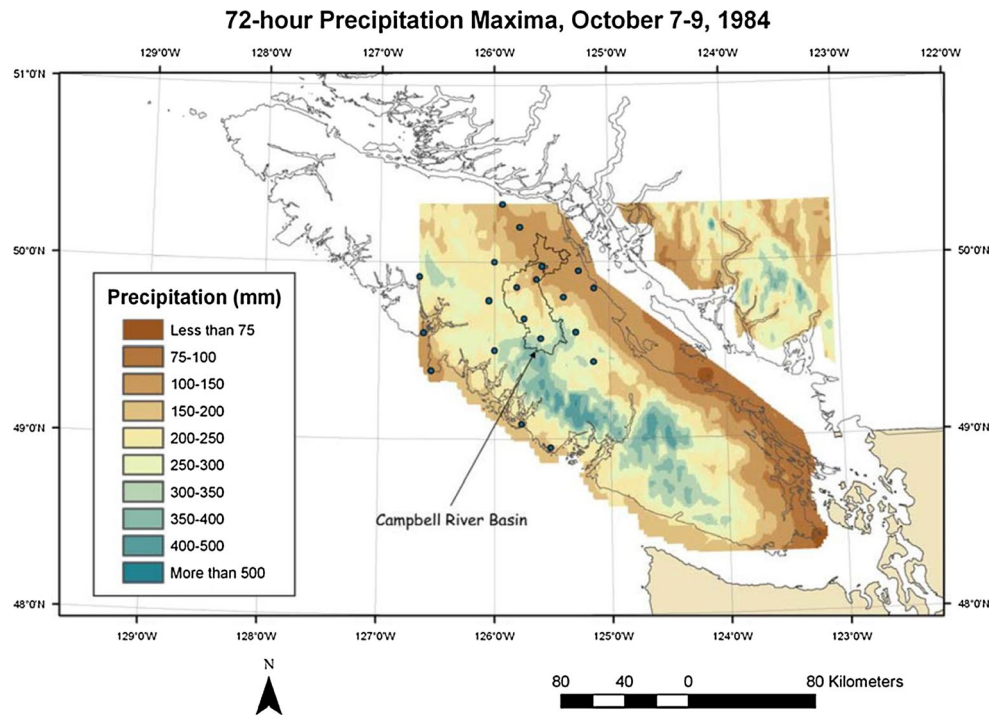 72-hour Precipitation Maxima, October 7-9, 1984
129°0'W 128°0'W 127°0'W 126°0'W 125°0'W 124°0'W 123°0'W 122°0'W
51°0'N 51°0'N
50°0'N 50°0'N
Precipitation (mm)
Less than 75
75-100
100-150
150-200
200-250
250-300
300-350
350-400
400-500
More than 500
49°0'N 49°0'N
Campbell River Basin
48°0'N 48°0'N
129°0'W 128°0'W 127°0'W 126°0'W 125°0'W 124°0'W 123°0'W
N
80 40 0 80 Kilometers